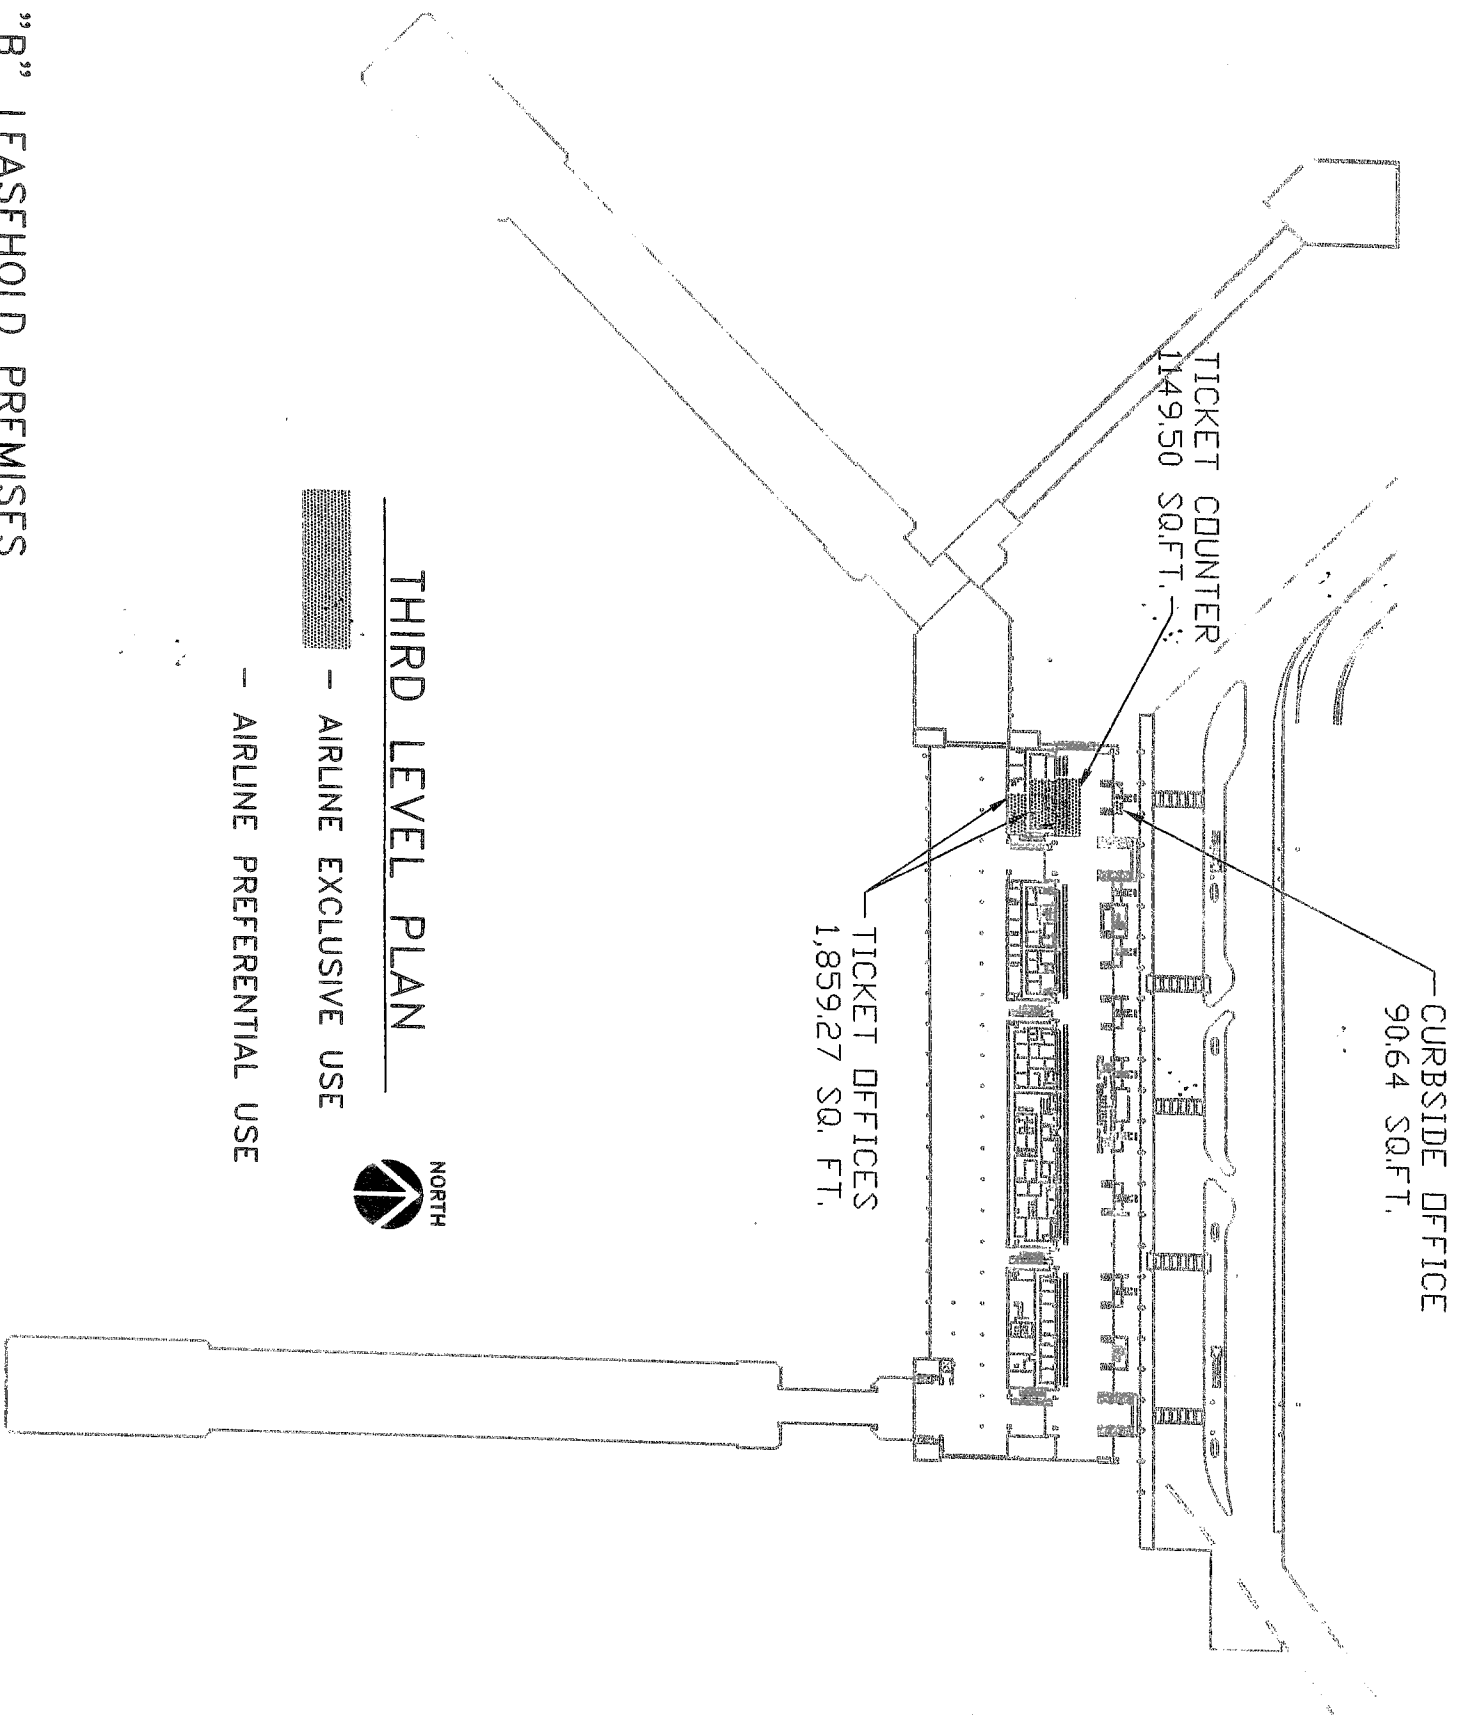 CURBSIDE OFFICE
90.64 SQ.FT.
TICKET COUNTER
1149.50 SQ.FT.
TICKET OFFICES
1,859.27 SQ. FT.
THIRD LEVEL PLAN
NORTH
- AIRLINE EXCLUSIVE USE
- AIRLINE PREFERENTIAL USE
"B" LEASEHOLD PREMISES